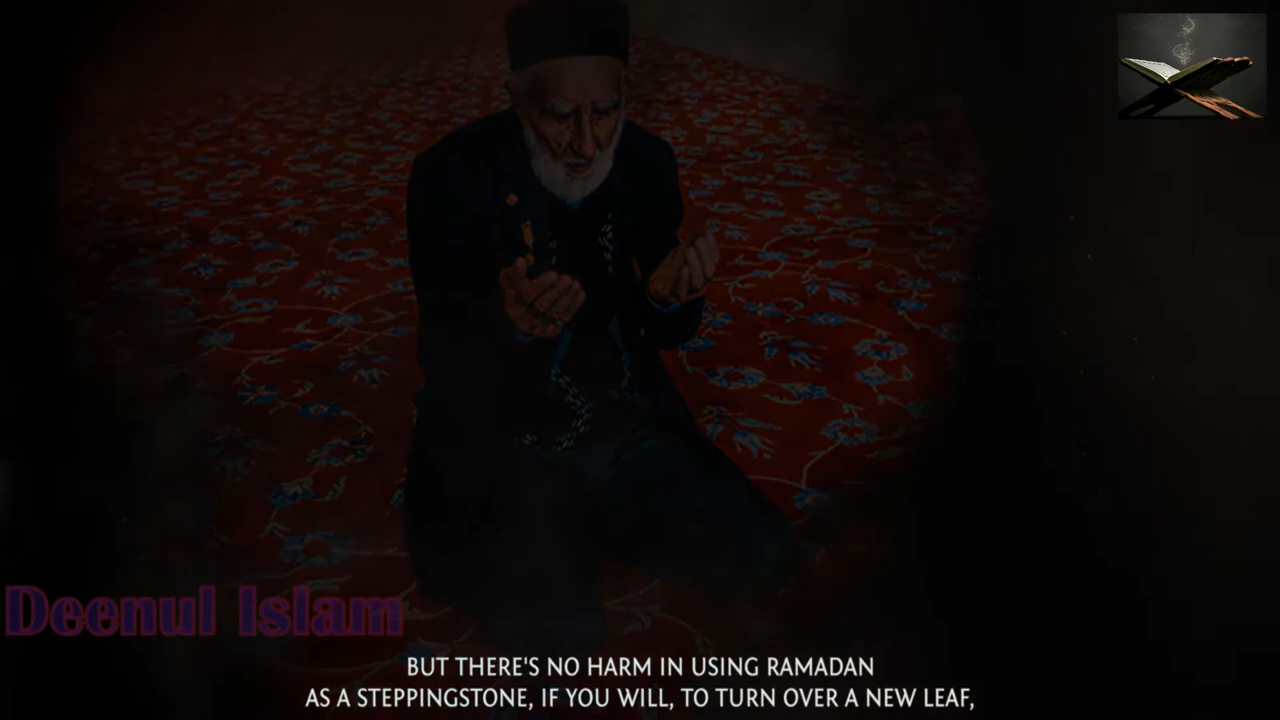 Deenul Islam
BUT THERE'S NO HARM IN USING RAMADAN
AS A STEPPINGSTONE, IF YOU WILL, TO TURN OVER A NEW LEAF,